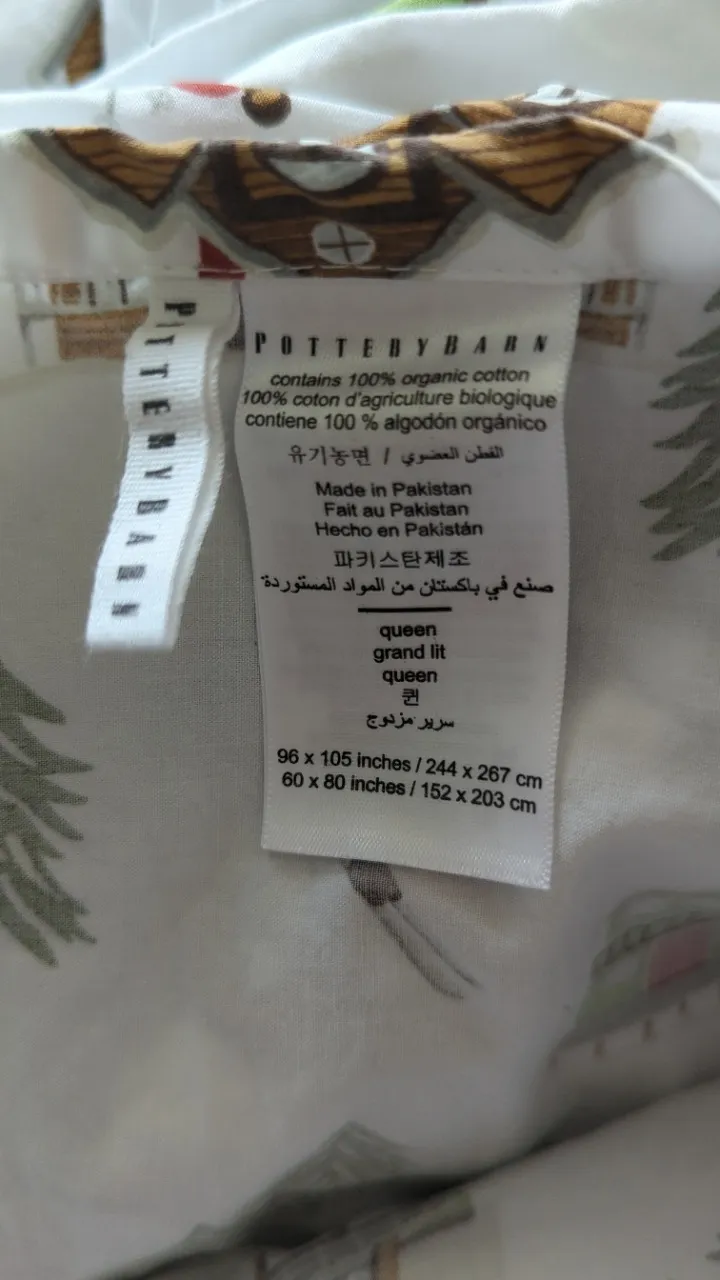 POTTERYBARN
POTTERYBARN
contains 100% organic cotton
100% coton d'agriculture biologique
contiene 100 % algodón orgánico
유기농면 / القطن العضوي
Made in Pakistan
Fait au Pakistan
Hecho en Pakistán
파키스탄제조
صنع في باكستان من المواد المستوردة
queen
grand lit
queen
퀸
سرير مزدوج
96 x 105 inches / 244 x 267 cm
60 x 80 inches / 152 x 203 cm